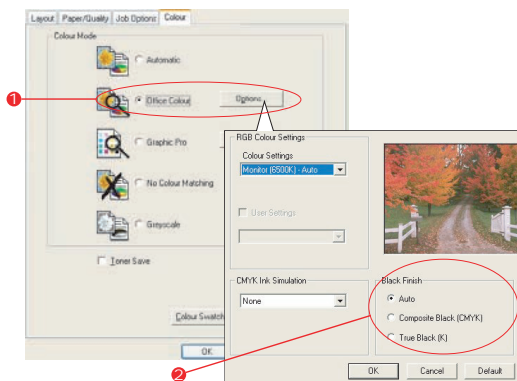 Layout Paper/Quality Job Options Colour
Colour Mode
Automatic
1
Office Colour Options...
Graphic Pro
No Colour Matching
Greyscale
Toner Save
Colour Swatch
OK
RGB Colour Settings
Colour Settings
Monitor (6500K) - Auto
User Settings
CMYK Ink Simulation
None
Black Finish
Auto
Composite Black (CMYK)
True Black (K)
2
OK Cancel Default